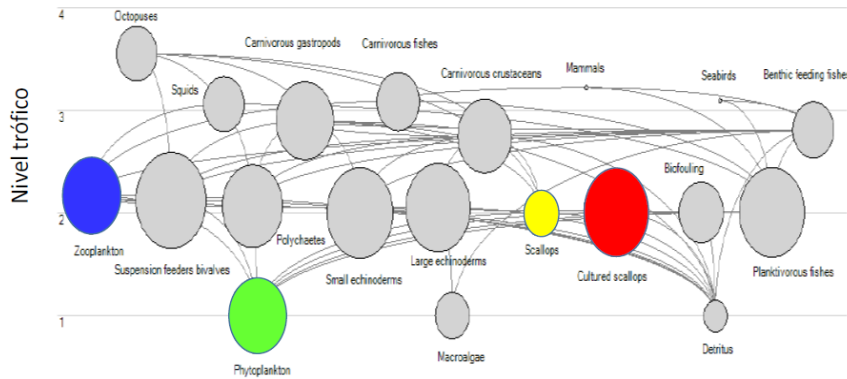 Nivel trófico
4
3
2
1
Octopuses
Carnivorous gastropods
Carnivorous fishes
Squids
Carnivorous crustaceans
Mammals
Seabirds
Benthic feeding fishes
Zooplankton
Suspension feeders bivalves
Polychaetes
Small echinoderms
Large echinoderms
Scallops
Cultured scallops
Biofouling
Planktivorous fishes
Phytoplankton
Macroalgae
Detritus